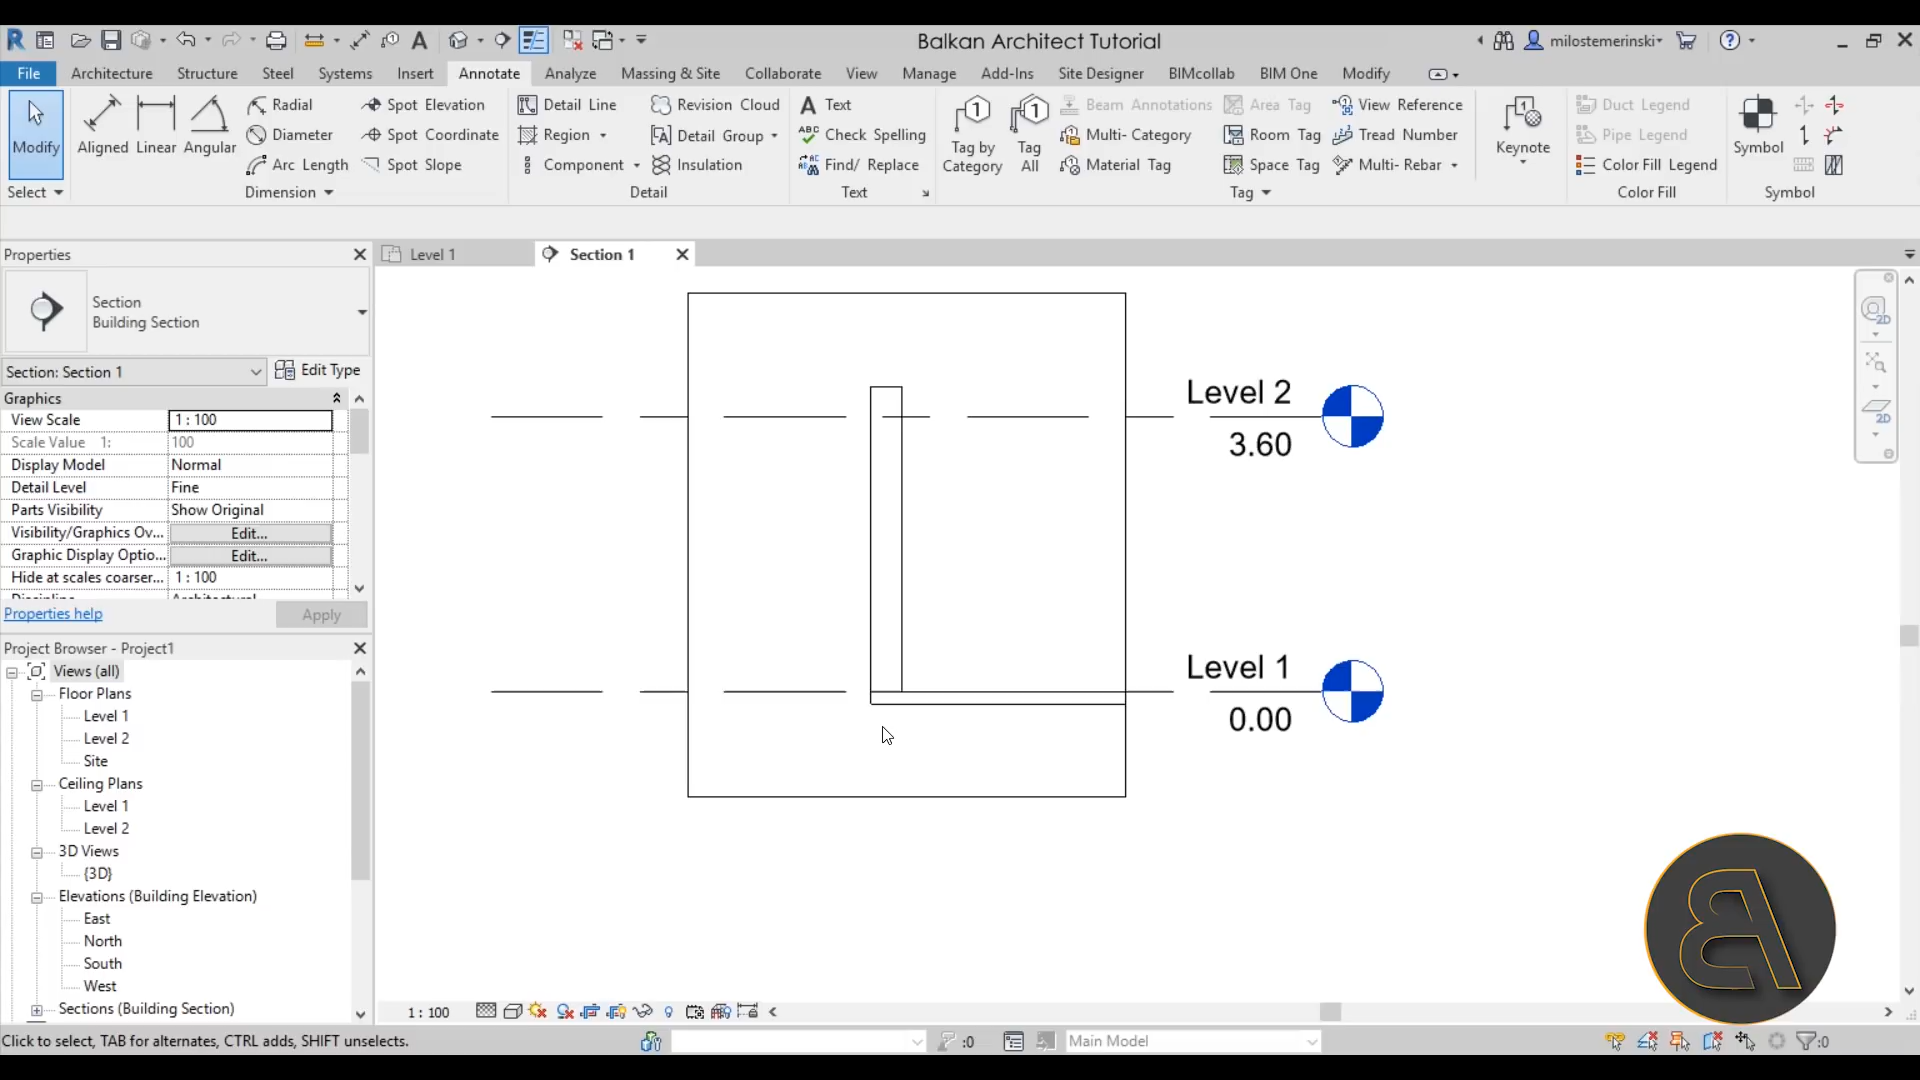 Balkan Architect Tutorial
milostemerinski
File Architecture Structure Steel Systems Insert Annotate Analyze Massing & Site Collaborate View Manage Add-Ins Site Designer BIMcollab BIM One Modify
Modify
Select
Aligned
Linear
Angular
Radial
Diameter
Arc Length
Spot Elevation
Spot Coordinate
Spot Slope
Dimension
Detail Line
Region
Component
Revision Cloud
Detail Group
Insulation
Detail
Text
Check Spelling
Find/ Replace
Text
Tag by
Category
Tag
All
Beam Annotations
Multi- Category
Material Tag
Area Tag
Room Tag
Space Tag
View Reference
Tread Number
Multi- Rebar
Tag
Keynote
Duct Legend
Pipe Legend
Color Fill Legend
Color Fill
Symbol
Symbol
Properties
Section
Building Section
Section: Section 1
Edit Type
Graphics
View Scale 1 : 100
Scale Value 1: 100
Display Model Normal
Detail Level Fine
Parts Visibility Show Original
Visibility/Graphics Ov... Edit...
Graphic Display Optio... Edit...
Hide at scales coarser... 1 : 100
Properties help
Apply
Project Browser - Project1
Views (all)
Floor Plans
Level 1
Level 2
Site
Ceiling Plans
Level 1
Level 2
3D Views
{3D}
Elevations (Building Elevation)
East
North
South
West
Sections (Building Section)
Level 1
Section 1
Level 2
3.60
Level 1
0.00
2D
2D
1 : 100
Click to select, TAB for alternates, CTRL adds, SHIFT unselects.
:0
Main Model
:0